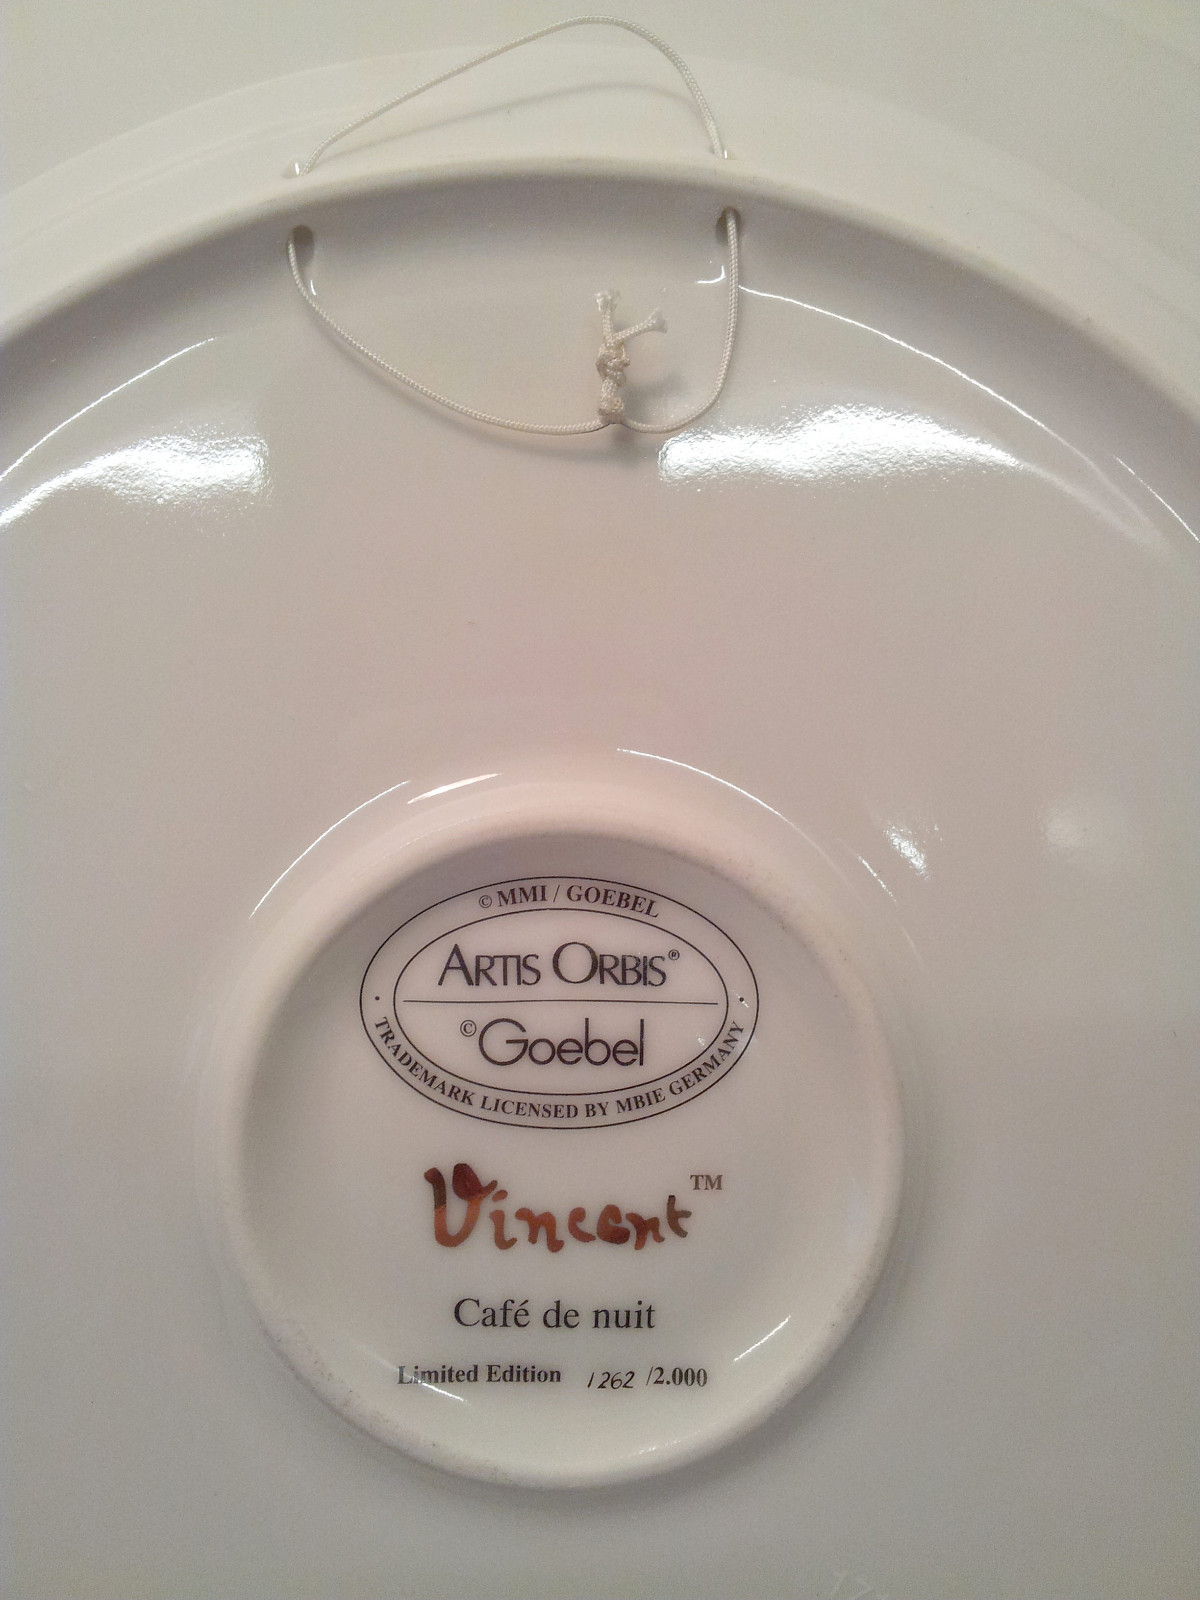 © MMI / GOEBEL
ARTIS ORBIS®
©Goebel
· TRADEMARK LICENSED BY MBIE GERMANY ·
Vincent™
Café de nuit
Limited Edition 1262 /2.000